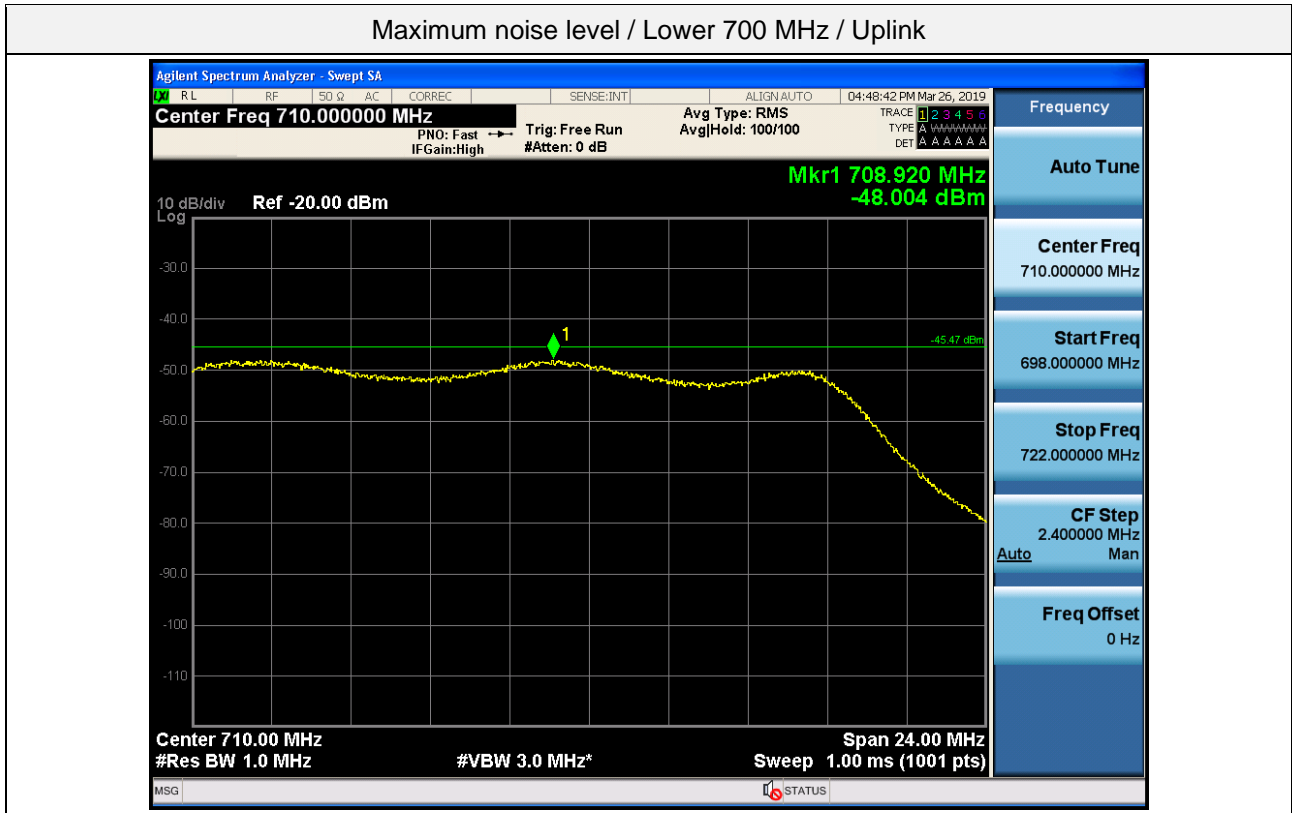 Maximum noise level / Lower 700 MHz / Uplink
Agilent Spectrum Analyzer - Swept SA
LXI RL RF 50 Ω AC CORREC SENSE:INT ALIGN AUTO 04:48:42 PM Mar 26, 2019
Center Freq 710.000000 MHz
PNO: Fast
IFGain:High
Trig: Free Run
#Atten: 0 dB
Avg Type: RMS
Avg|Hold: 100/100
TRACE 1 2 3 4 5 6
TYPE A WWWWW
DET A A A A A A
Mkr1 708.920 MHz
-48.004 dBm
10 dB/div Ref -20.00 dBm
Log
-30.0
-40.0
1
-45.47 dBm
-50.0
-60.0
-70.0
-80.0
-90.0
-100
-110
Center 710.00 MHz Span 24.00 MHz
#Res BW 1.0 MHz #VBW 3.0 MHz* Sweep 1.00 ms (1001 pts)
MSG STATUS
Frequency
Auto Tune
Center Freq
710.000000 MHz
Start Freq
698.000000 MHz
Stop Freq
722.000000 MHz
CF Step
2.400000 MHz
Auto Man
Freq Offset
0 Hz